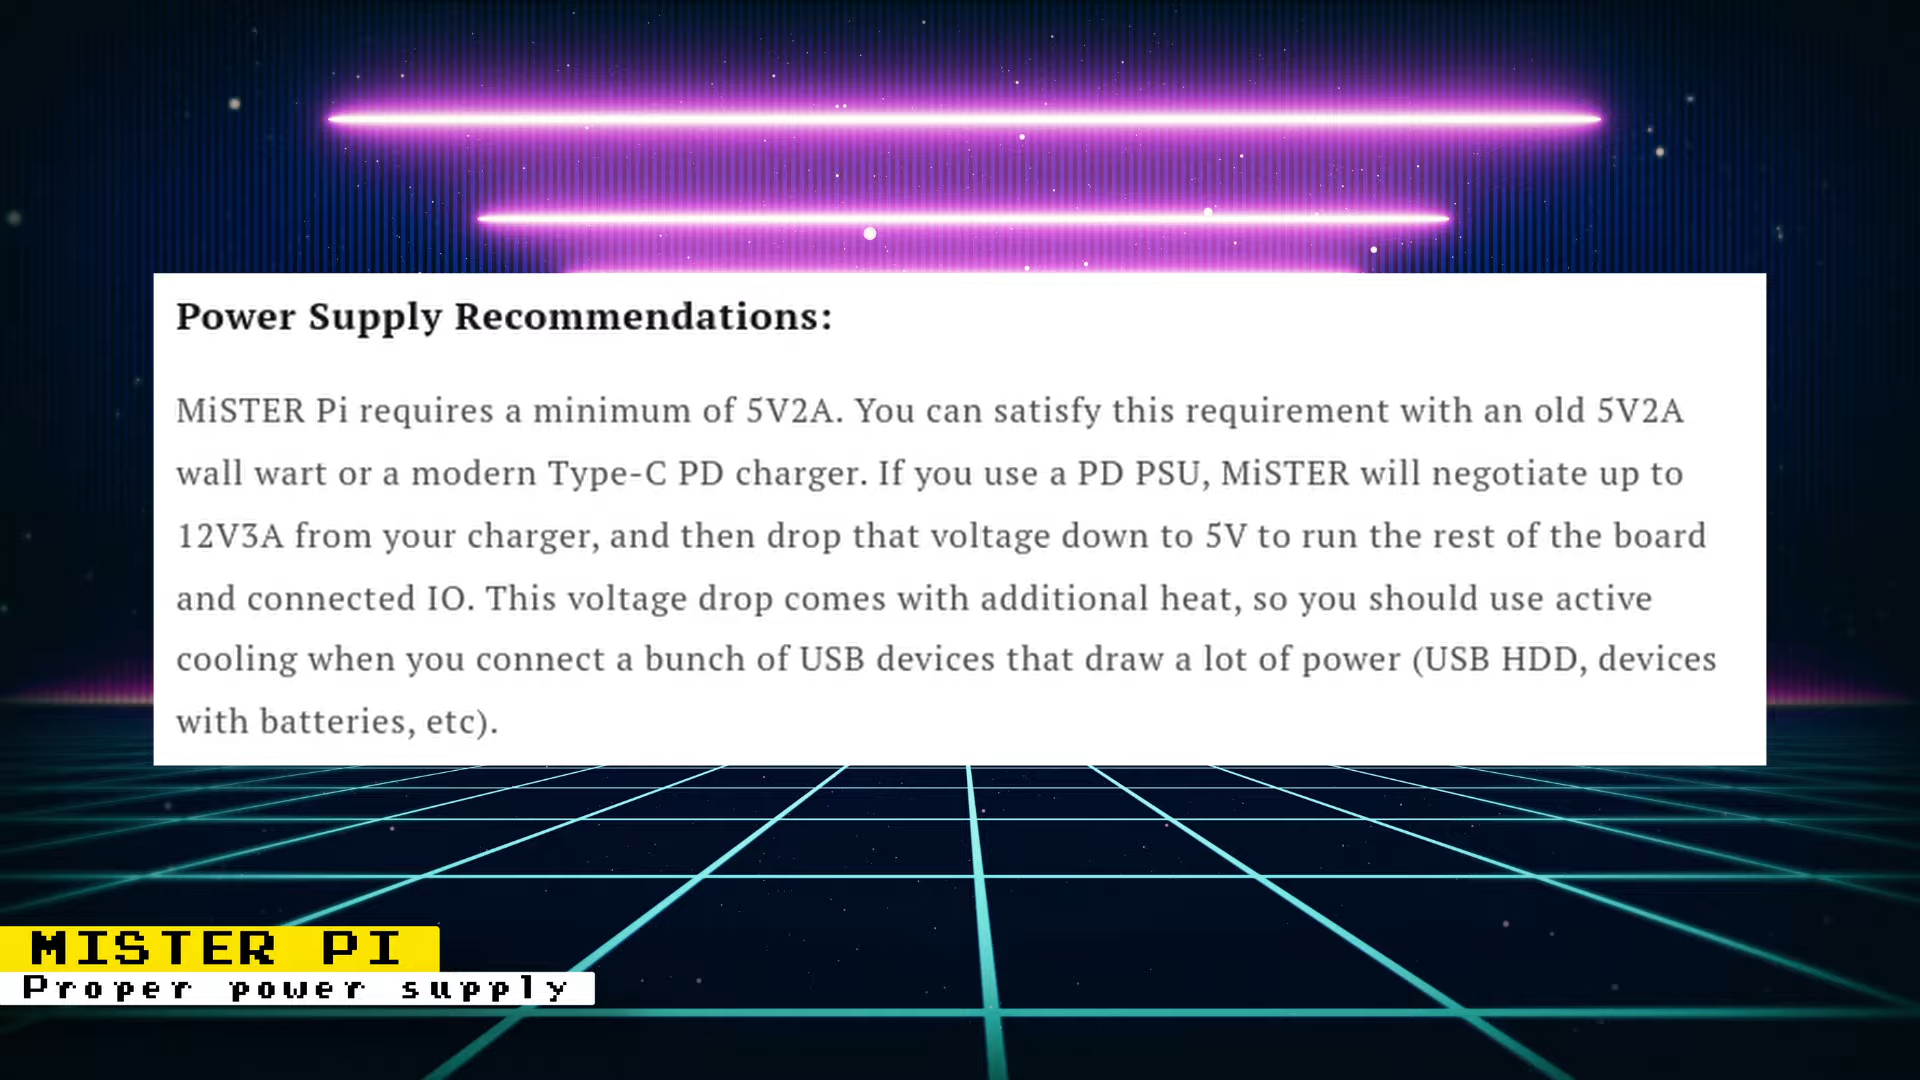 Power Supply Recommendations:
MiSTER Pi requires a minimum of 5V2A. You can satisfy this requirement with an old 5V2A
wall wart or a modern Type-C PD charger. If you use a PD PSU, MiSTER will negotiate up to
12V3A from your charger, and then drop that voltage down to 5V to run the rest of the board
and connected IO. This voltage drop comes with additional heat, so you should use active
cooling when you connect a bunch of USB devices that draw a lot of power (USB HDD, devices
with batteries, etc).
MISTER PI
Proper power supply